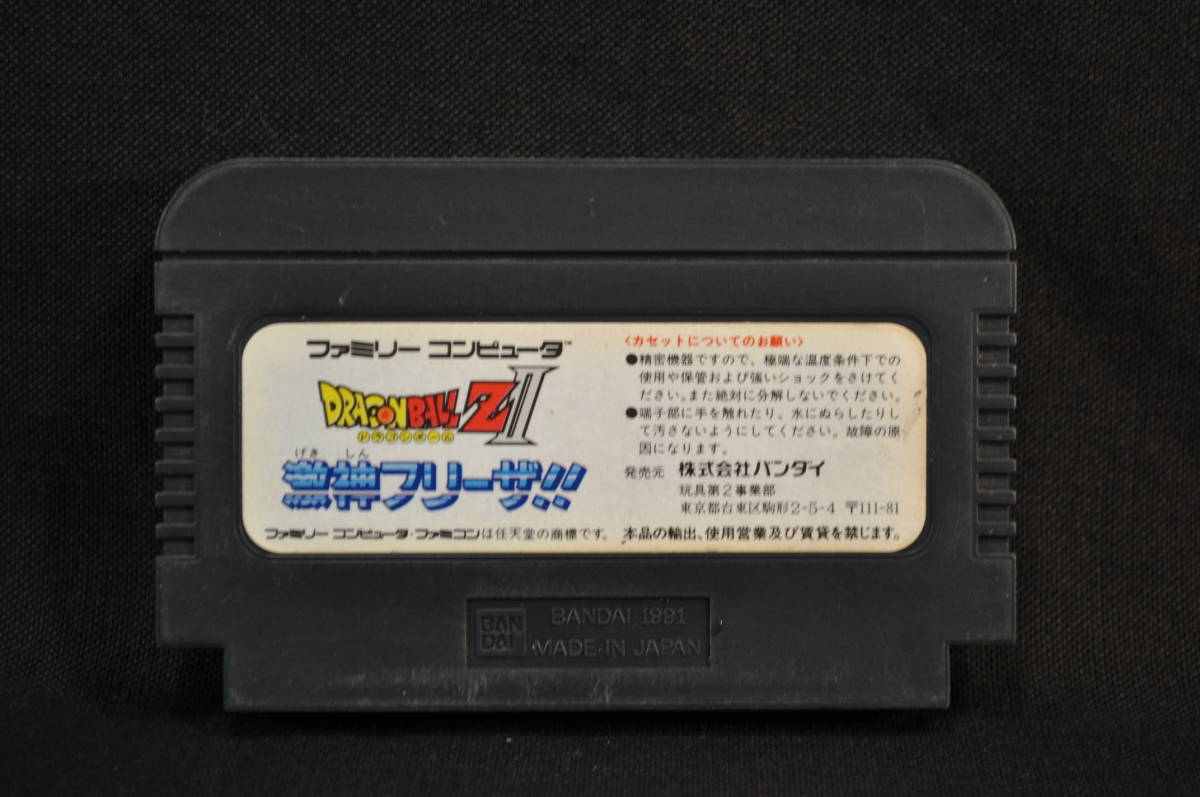 ファミリー コンピュータ™
DRAGON BALL Z II
ドラゴンボール
げき しん
激神フリーザ!!
ファミリー コンピュータ・ファミコンは任天堂の商標です。
〈カセットについてのお願い〉
●精密機器ですので、極端な温度条件下での
使用や保管および強いショックをさけてく
ださい。また絶対に分解しないでください。
●端子部に手を触れたり、水にぬらしたりし
て汚さないようにしてください。故障の原
因になります。
発売元 株式会社バンダイ
玩具第2事業部
東京都台東区駒形2-5-4 〒111-81
本品の輸出、使用営業及び賃貸を禁じます。
BAN
DAI
BANDAI 1991
MADE IN JAPAN